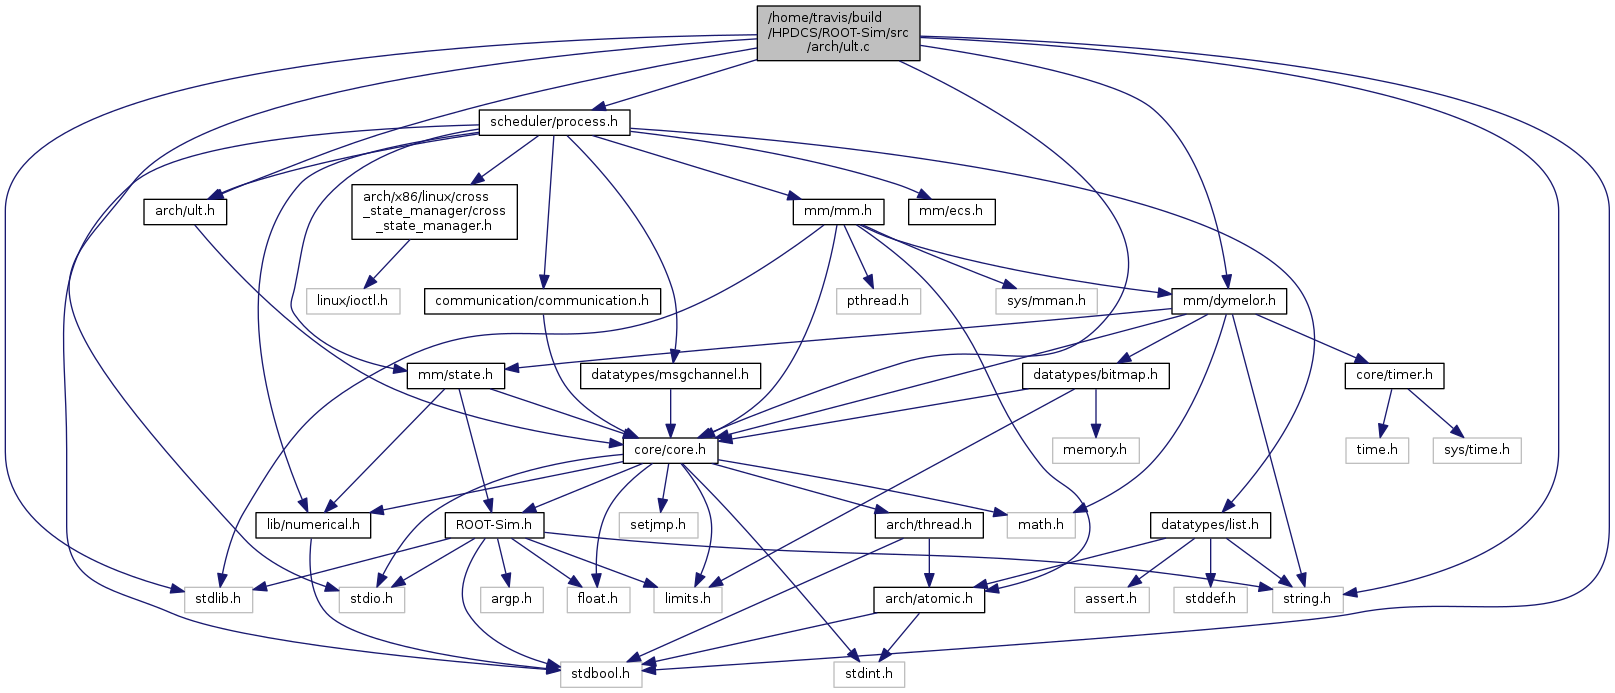 /home/travis/build
/HPDCS/ROOT-Sim/src
/arch/ult.c
scheduler/process.h
arch/ult.h
arch/x86/linux/cross
_state_manager/cross
_state_manager.h
mm/mm.h
mm/ecs.h
linux/ioctl.h
communication/communication.h
pthread.h
sys/mman.h
mm/dymelor.h
mm/state.h
datatypes/msgchannel.h
datatypes/bitmap.h
core/timer.h
core/core.h
memory.h
time.h
sys/time.h
lib/numerical.h
ROOT-Sim.h
setjmp.h
arch/thread.h
math.h
datatypes/list.h
stdlib.h
stdio.h
argp.h
float.h
limits.h
arch/atomic.h
assert.h
stddef.h
string.h
stdbool.h
stdint.h